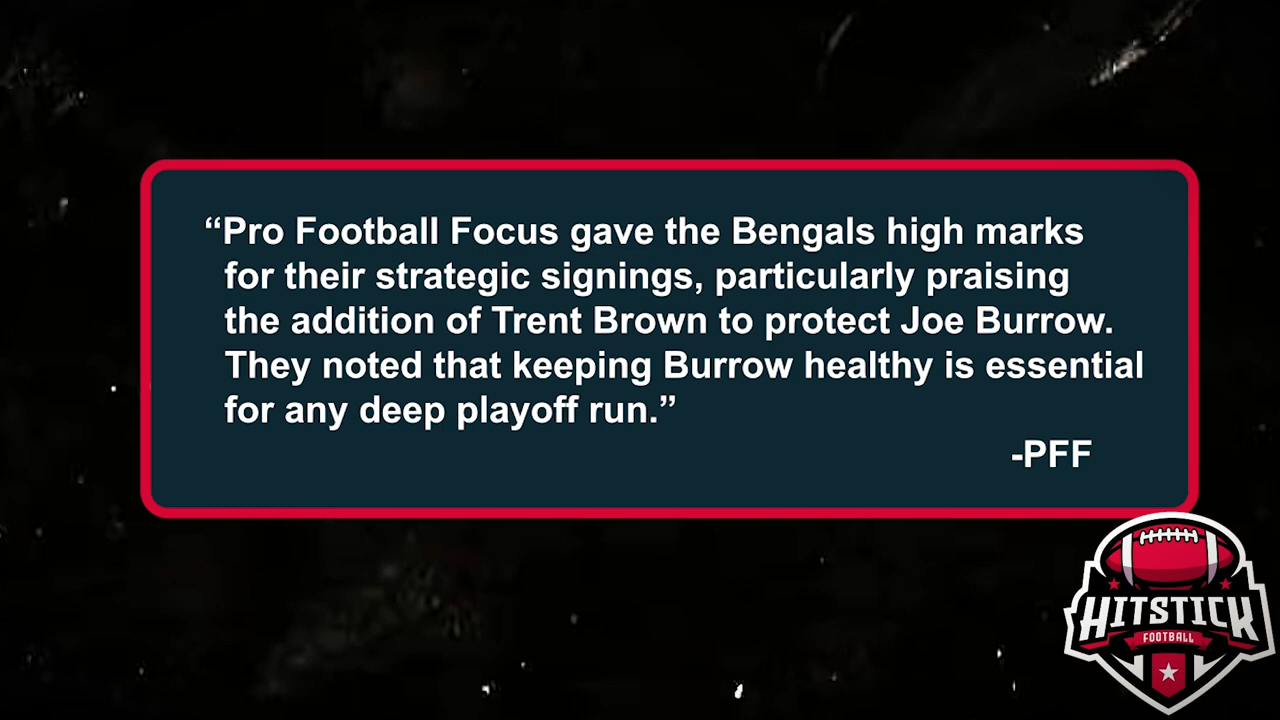 “Pro Football Focus gave the Bengals high marks
for their strategic signings, particularly praising
the addition of Trent Brown to protect Joe Burrow.
They noted that keeping Burrow healthy is essential
for any deep playoff run.”
-PFF
HITSTICK
FOOTBALL